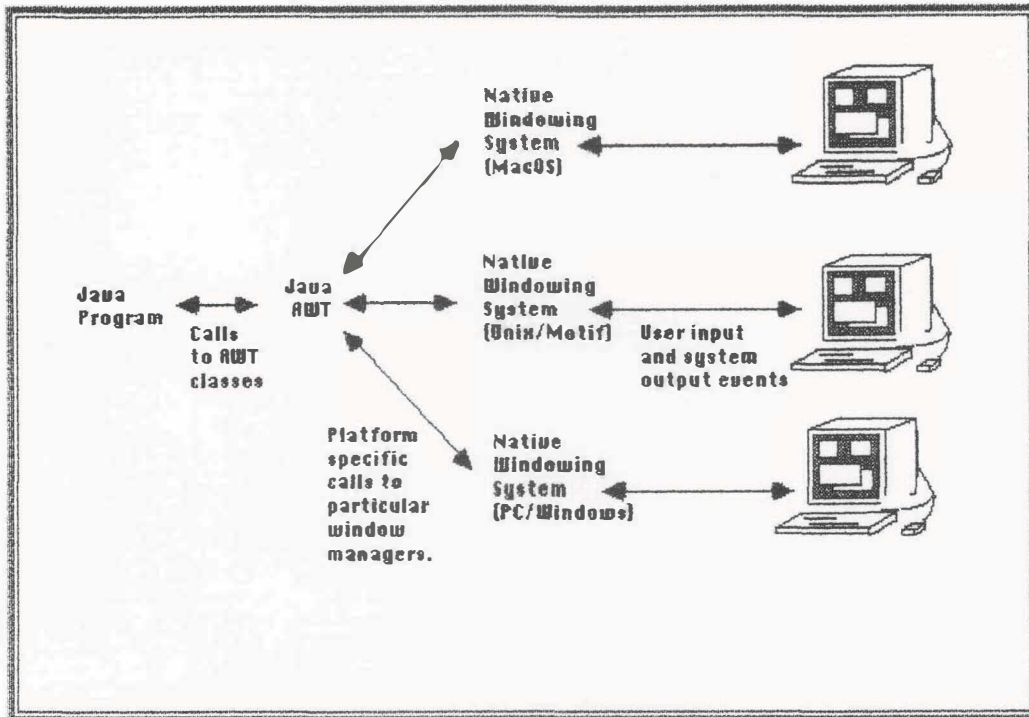 Native
Windowing
System
(MacOS)
Java
Program
Calls
to AWT
classes
Java
AWT
Native
Windowing
System
(Unix/Motif)
User input
and system
output events
Platform
specific
calls to
particular
window
managers.
Native
Windowing
System
(PC/Windows)